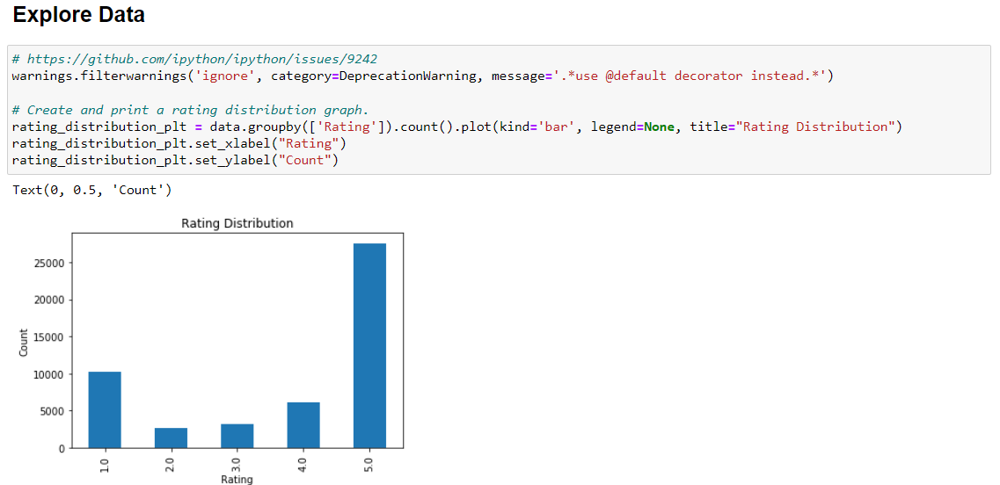 Explore Data
# https://github.com/ipython/ipython/issues/9242
warnings.filterwarnings('ignore', category=DeprecationWarning, message='.*use @default decorator instead.*')
# Create and print a rating distribution graph.
rating_distribution_plt = data.groupby(['Rating']).count().plot(kind='bar', legend=None, title="Rating Distribution")
rating_distribution_plt.set_xlabel("Rating")
rating_distribution_plt.set_ylabel("Count")
Text(0, 0.5, 'Count')
Rating Distribution
25000
20000
15000
10000
5000
0
Count
1.0
2.0
3.0
4.0
5.0
Rating